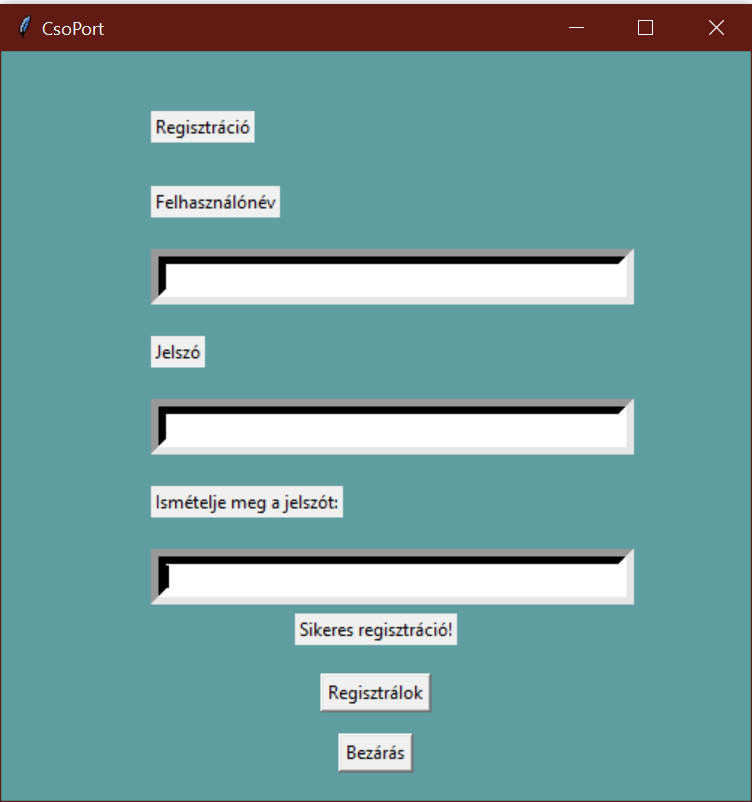 CsoPort
Regisztráció
Felhasználónév
Jelszó
Ismételje meg a jelszót:
Sikeres regisztráció!
Regisztrálok
Bezárás